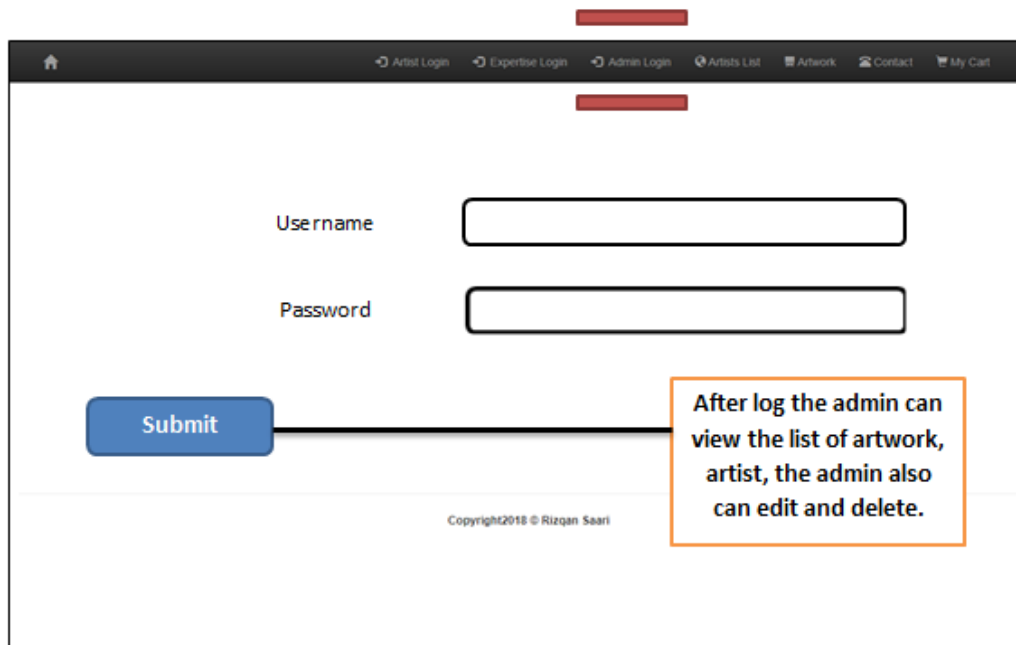 Artist Login Expertise Login Admin Login Artists List Artwork Contact My Cart
Username
Password
Submit
After log the admin can
view the list of artwork,
artist, the admin also
can edit and delete.
Copyright2018 © Rizqan Saari